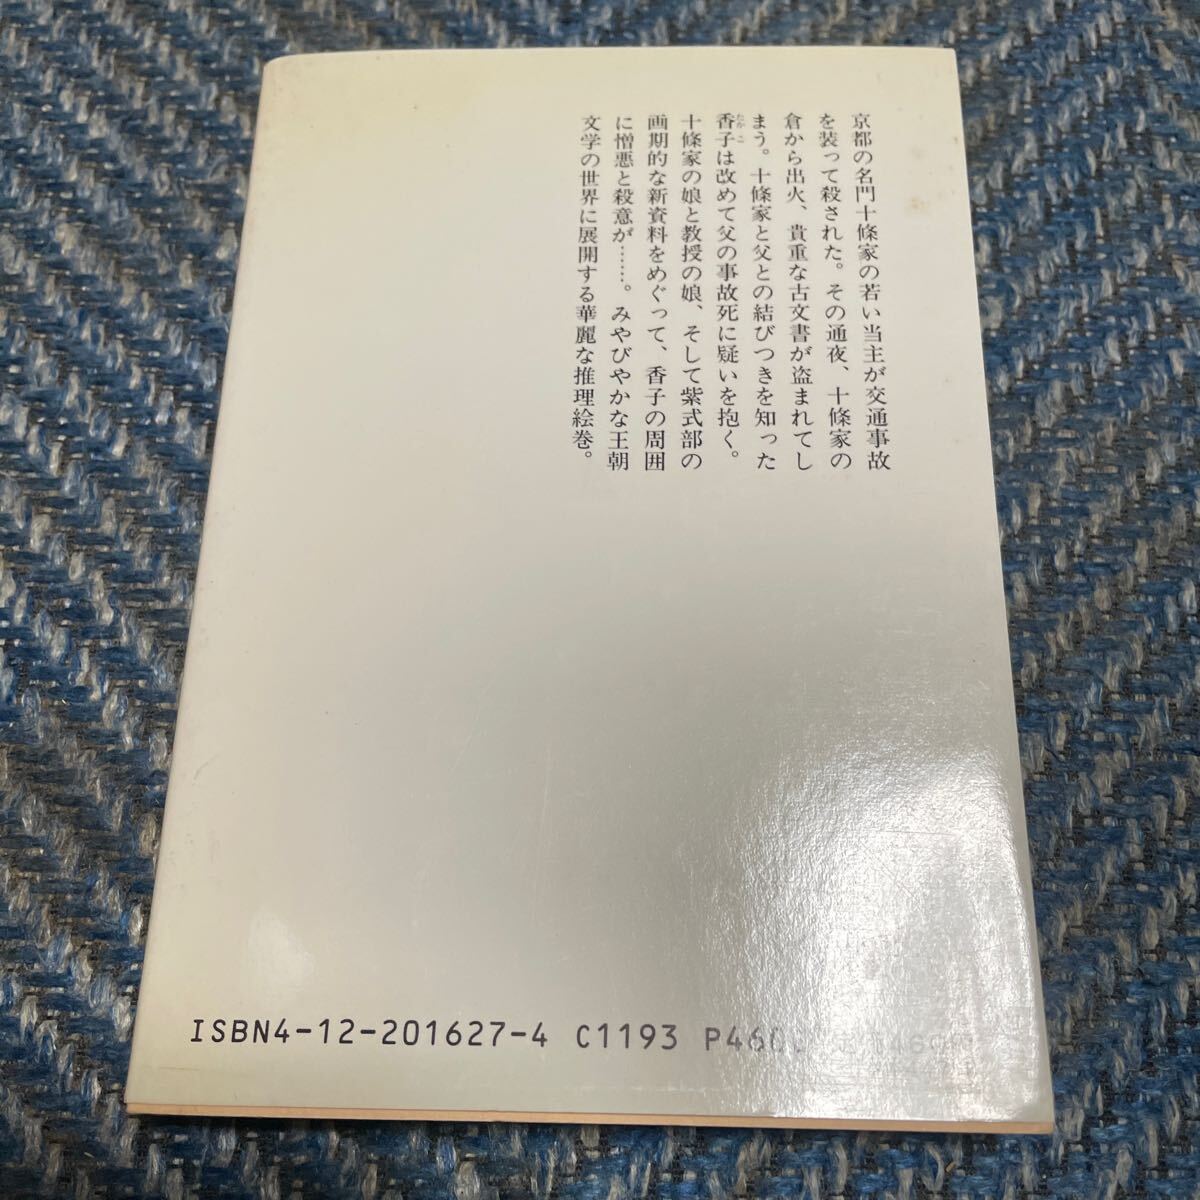 京都の名門十條家の若い当主が交通事故
を装って殺された。その通夜、十條家の
倉から出火、貴重な古文書が盗まれてし
まう。十條家と父との結びつきを知った
香子は改めて父の事故死に疑いを抱く。
たかこ
十條家の娘と教授の娘、そして紫式部の
画期的な新資料をめぐって、香子の周囲
に憎悪と殺意が……。みやびやかな王朝
文学の世界に展開する華麗な推理絵巻。
ISBN4-12-201627-4 C1193 P460